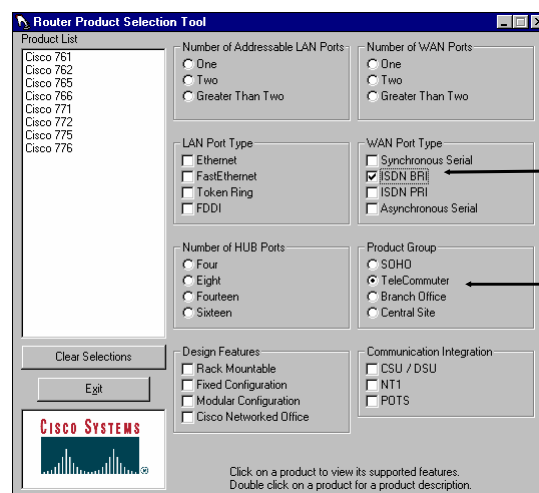 Router Product Selection Tool
Product List
Cisco 761
Cisco 762
Cisco 765
Cisco 766
Cisco 771
Cisco 772
Cisco 775
Cisco 776
Number of Addressable LAN Ports
One
Two
Greater Than Two
Number of WAN Ports
One
Two
Greater Than Two
LAN Port Type
Ethernet
FastEthernet
Token Ring
FDDI
WAN Port Type
Synchronous Serial
ISDN BRI
ISDN PRI
Asynchronous Serial
Number of HUB Ports
Four
Eight
Fourteen
Sixteen
Product Group
SOHO
TeleCommuter
Branch Office
Central Site
Clear Selections
Exit
Design Features
Rack Mountable
Fixed Configuration
Modular Configuration
Cisco Networked Office
Communication Integration
CSU / DSU
NT1
POTS
CISCO SYSTEMS
®
Click on a product to view its supported features.
Double click on a product for a product description.